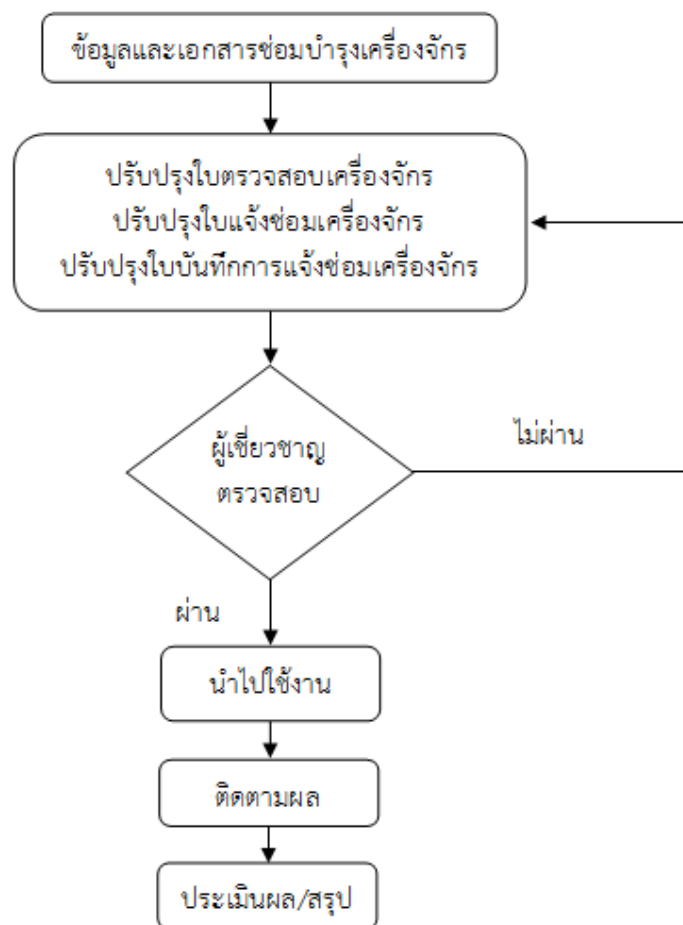 ข้อมูลและเอกสารซ่อมบำรุงเครื่องจักร
ปรับปรุงใบตรวจสอบเครื่องจักร
ปรับปรุงใบแจ้งซ่อมเครื่องจักร
ปรับปรุงใบบันทึกการแจ้งซ่อมเครื่องจักร
ผู้เชี่ยวชาญ
ตรวจสอบ
ไม่ผ่าน
ผ่าน
นำไปใช้งาน
ติดตามผล
ประเมินผล/สรุป